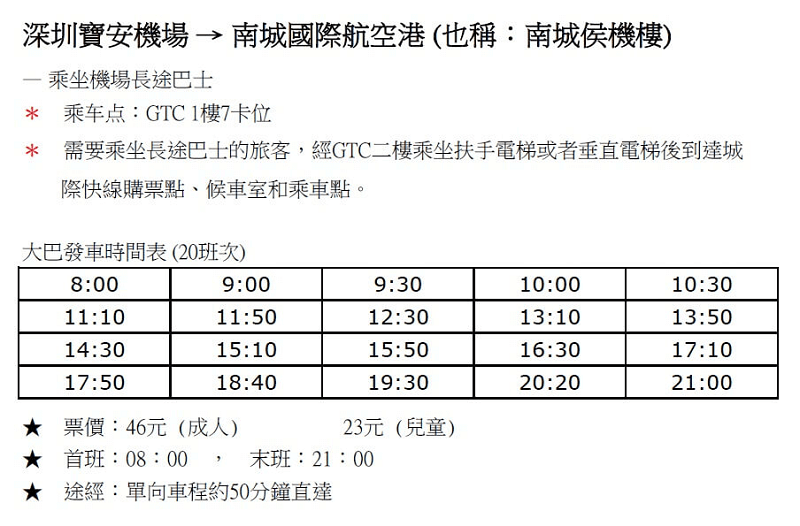 深圳寶安機場 → 南城國際航空港 (也稱：南城侯機樓)
— 乘坐機場長途巴士
* 乘车点：GTC 1樓7卡位
* 需要乘坐長途巴士的旅客，經GTC二樓乘坐扶手電梯或者垂直電梯後到達城
際快線購票點、候車室和乘車點。
大巴發車時間表 (20班次)
8:00 9:00 9:30 10:00 10:30
11:10 11:50 12:30 13:10 13:50
14:30 15:10 15:50 16:30 17:10
17:50 18:40 19:30 20:20 21:00
★ 票價：46元 (成人) 23元 (兒童)
★ 首班：08：00 ， 末班：21：00
★ 途經：單向車程約50分鐘直達